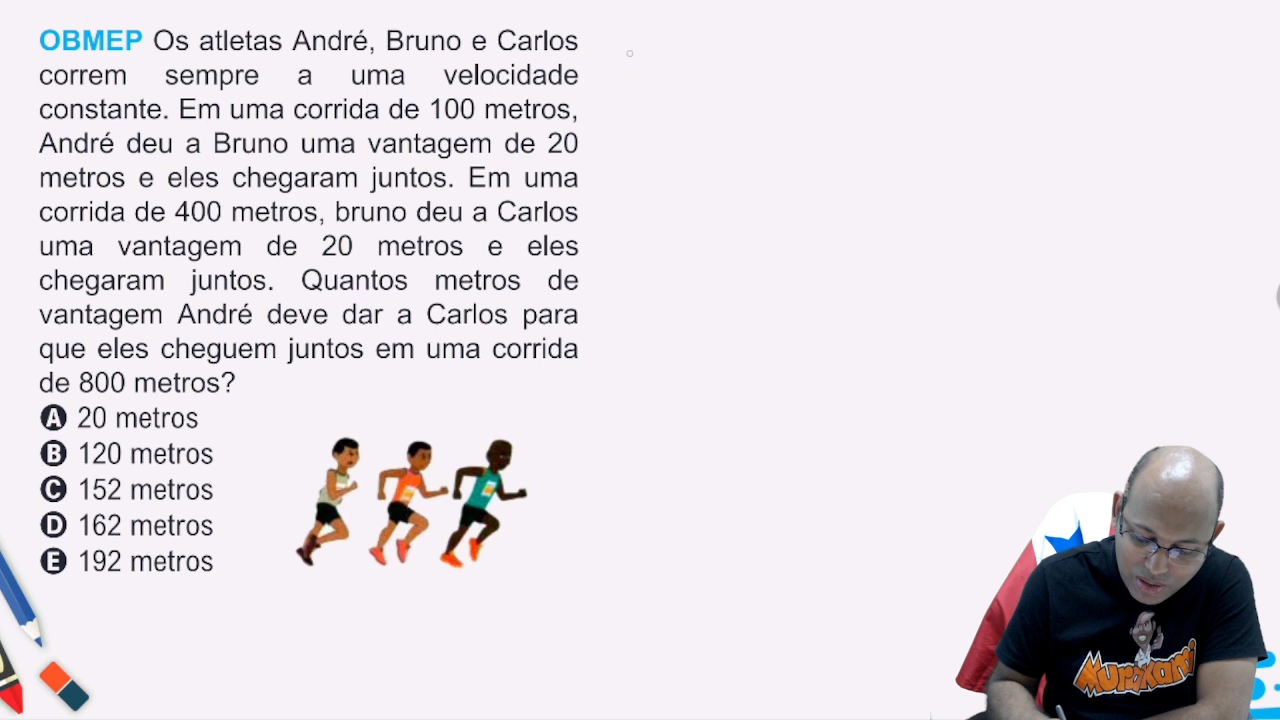 OBMEP Os atletas André, Bruno e Carlos
correm sempre a uma velocidade
constante. Em uma corrida de 100 metros,
André deu a Bruno uma vantagem de 20
metros e eles chegaram juntos. Em uma
corrida de 400 metros, bruno deu a Carlos
uma vantagem de 20 metros e eles
chegaram juntos. Quantos metros de
vantagem André deve dar a Carlos para
que eles cheguem juntos em uma corrida
de 800 metros?
A 20 metros
B 120 metros
C 152 metros
D 162 metros
E 192 metros
Murakami